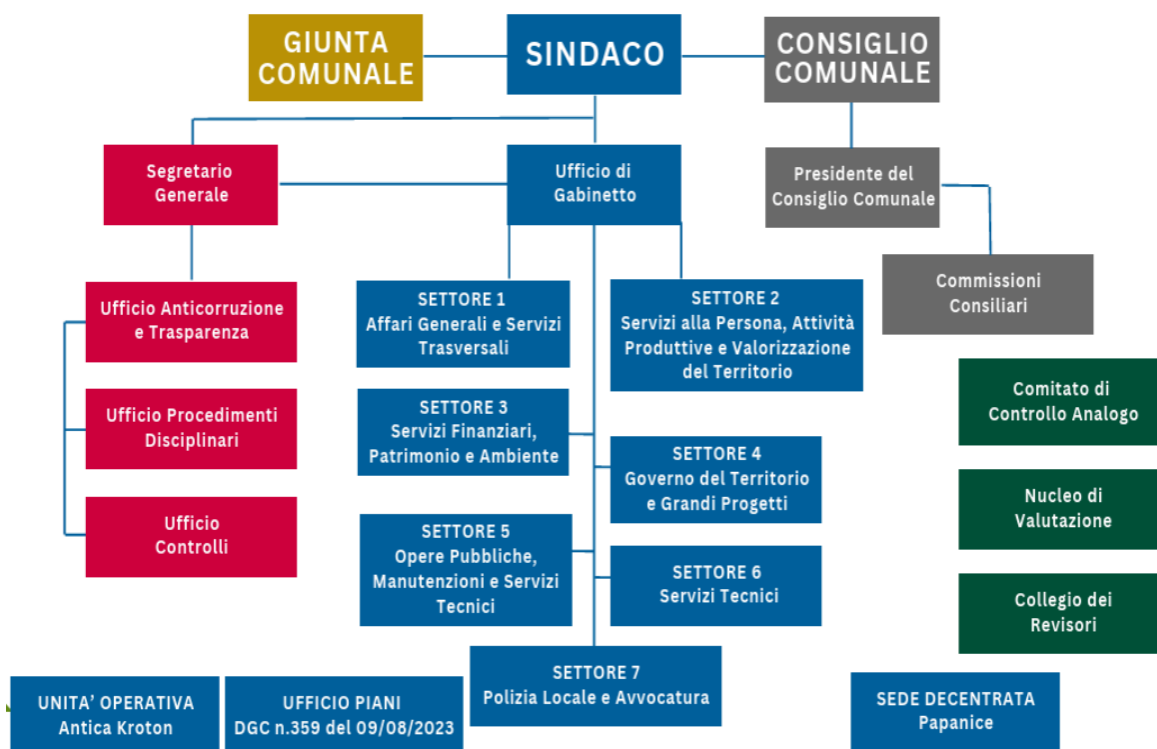 GIUNTA
COMUNALE
SINDACO
CONSIGLIO
COMUNALE
Segretario
Generale
Ufficio di
Gabinetto
Presidente del
Consiglio Comunale
Commissioni
Consiliari
Ufficio Anticorruzione
e Trasparenza
SETTORE 1
Affari Generali e Servizi
Trasversali
SETTORE 2
Servizi alla Persona, Attività
Produttive e Valorizzazione
del Territorio
Comitato di
Controllo Analogo
Ufficio Procedimenti
Disciplinari
SETTORE 3
Servizi Finanziari,
Patrimonio e Ambiente
SETTORE 4
Governo del Territorio
e Grandi Progetti
Nucleo di
Valutazione
Ufficio
Controlli
SETTORE 5
Opere Pubbliche,
Manutenzioni e Servizi
Tecnici
SETTORE 6
Servizi Tecnici
Collegio dei
Revisori
SETTORE 7
Polizia Locale e Avvocatura
UNITA' OPERATIVA
Antica Kroton
UFFICIO PIANI
DGC n.359 del 09/08/2023
SEDE DECENTRATA
Papanice